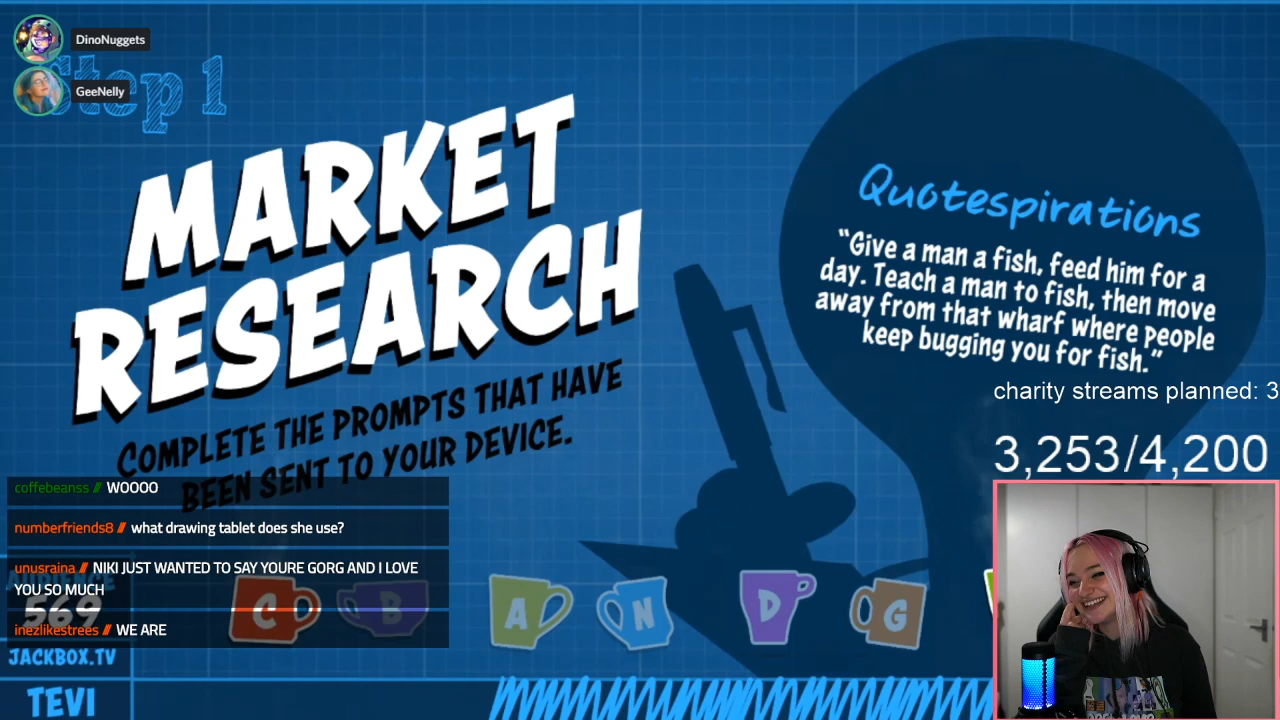 DinoNuggets
Step 1
GeeNelly
MARKET
RESEARCH
COMPLETE THE PROMPTS THAT HAVE
BEEN SENT TO YOUR DEVICE.
Quotespirations
"Give a man a fish, feed him for a
day. Teach a man to fish, then move
away from that wharf where people
keep bugging you for fish."
charity streams planned: 3
3,253/4,200
coffebeanss // WOOOO
numberfriends8 // what drawing tablet does she use?
unusraina // NIKI JUST WANTED TO SAY YOURE GORG AND I LOVE
YOU SO MUCH
inezlikestrees // WE ARE
AUDIENCE
569
JACKBOX.TV
TEVI
C
B
A
N
D
G